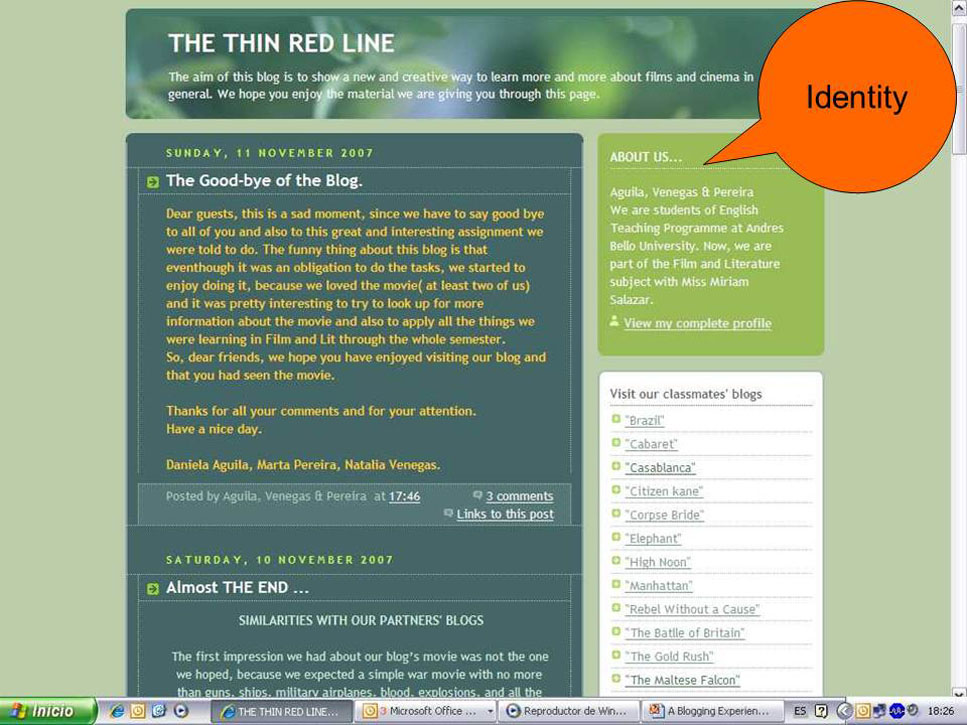 THE THIN RED LINE
The aim of this blog is to show a new and creative way to learn more and more about films and cinema in
general. We hope you enjoy the material we are giving you through this page.
Identity
SUNDAY, 11 NOVEMBER 2007
The Good-bye of the Blog.
Dear guests, this is a sad moment, since we have to say good bye
to all of you and also to this great and interesting assignment we
were told to do. The funny thing about this blog is that
eventhough it was an obligation to do the tasks, we started to
enjoy doing it, because we loved the movie( at least two of us)
and it was pretty interesting to try to look up for more
information about the movie and also to apply all the things we
were learning in Film and Lit through the whole semester.
So, dear friends, we hope you have enjoyed visiting our blog and
that you had seen the movie.
Thanks for all your comments and for your attention.
Have a nice day.
Daniela Aguila, Marta Pereira, Natalia Venegas.
Posted by Aguila, Venegas & Pereira at 17:46
3 comments
Links to this post
SATURDAY, 10 NOVEMBER 2007
Almost THE END ...
SIMILARITIES WITH OUR PARTNERS' BLOGS
The first impression we had about our blog's movie was not the one
we hoped, because we expected a simple war movie with no more
than guns, ships, military airplanes, blood, explosions, and all the
ABOUT US...
Aguila, Venegas & Pereira
We are students of English
Teaching Programme at Andres
Bello University. Now, we are
part of the Film and Literature
subject with Miss Miriam
Salazar.
View my complete profile
Visit our classmates' blogs
"Brazil"
"Cabaret"
"Casablanca"
"Citizen kane"
"Corpse Bride"
"Elephant"
"High Noon"
"Manhattan"
"Rebel Without a Cause"
"The Batlle of Britain"
"The Gold Rush"
"The Maltese Falcon"
Inicio
THE THIN RED LINE...
3 Microsoft Office ...
Reproductor de Win...
A Blogging Experien...
ES
18:26